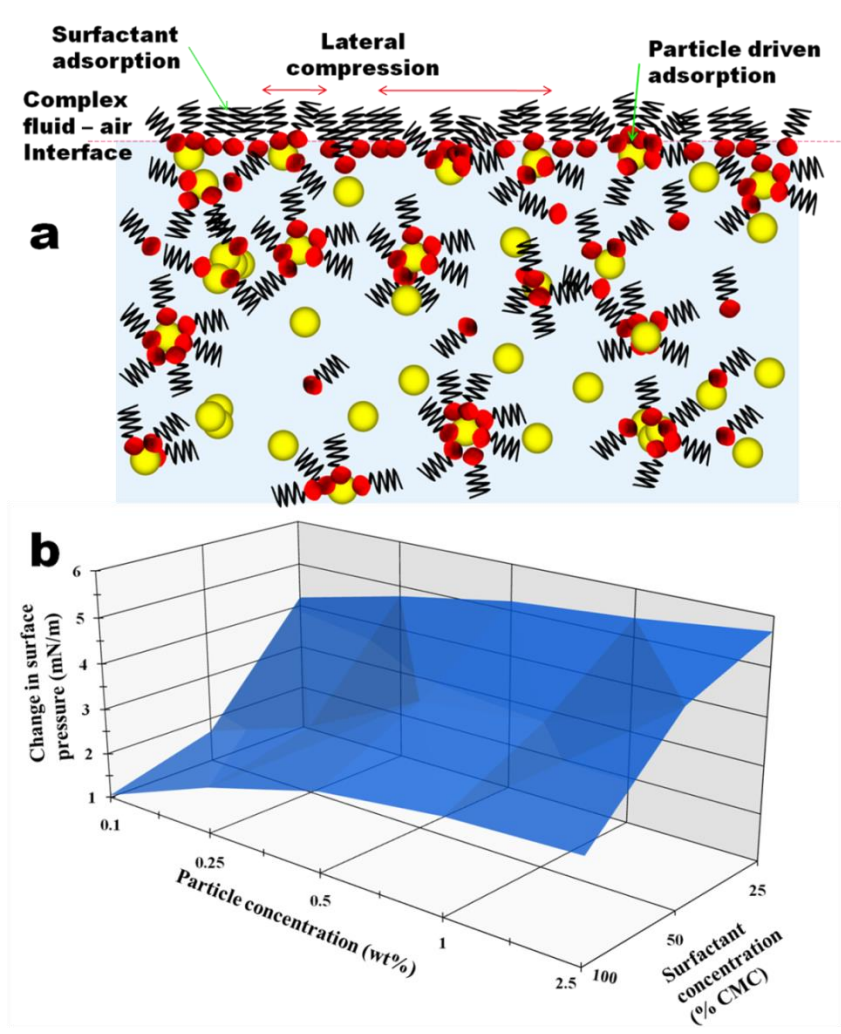 Surfactant
adsorption
Lateral
compression
Particle driven
adsorption
Complex
fluid – air
Interface
a
b
Change in surface
pressure (mN/m)
6
5
4
3
2
1
0.1
0.25
0.5
1
2.5
Particle concentration (wt%)
100
50
25
Surfactant
concentration
(% CMC)